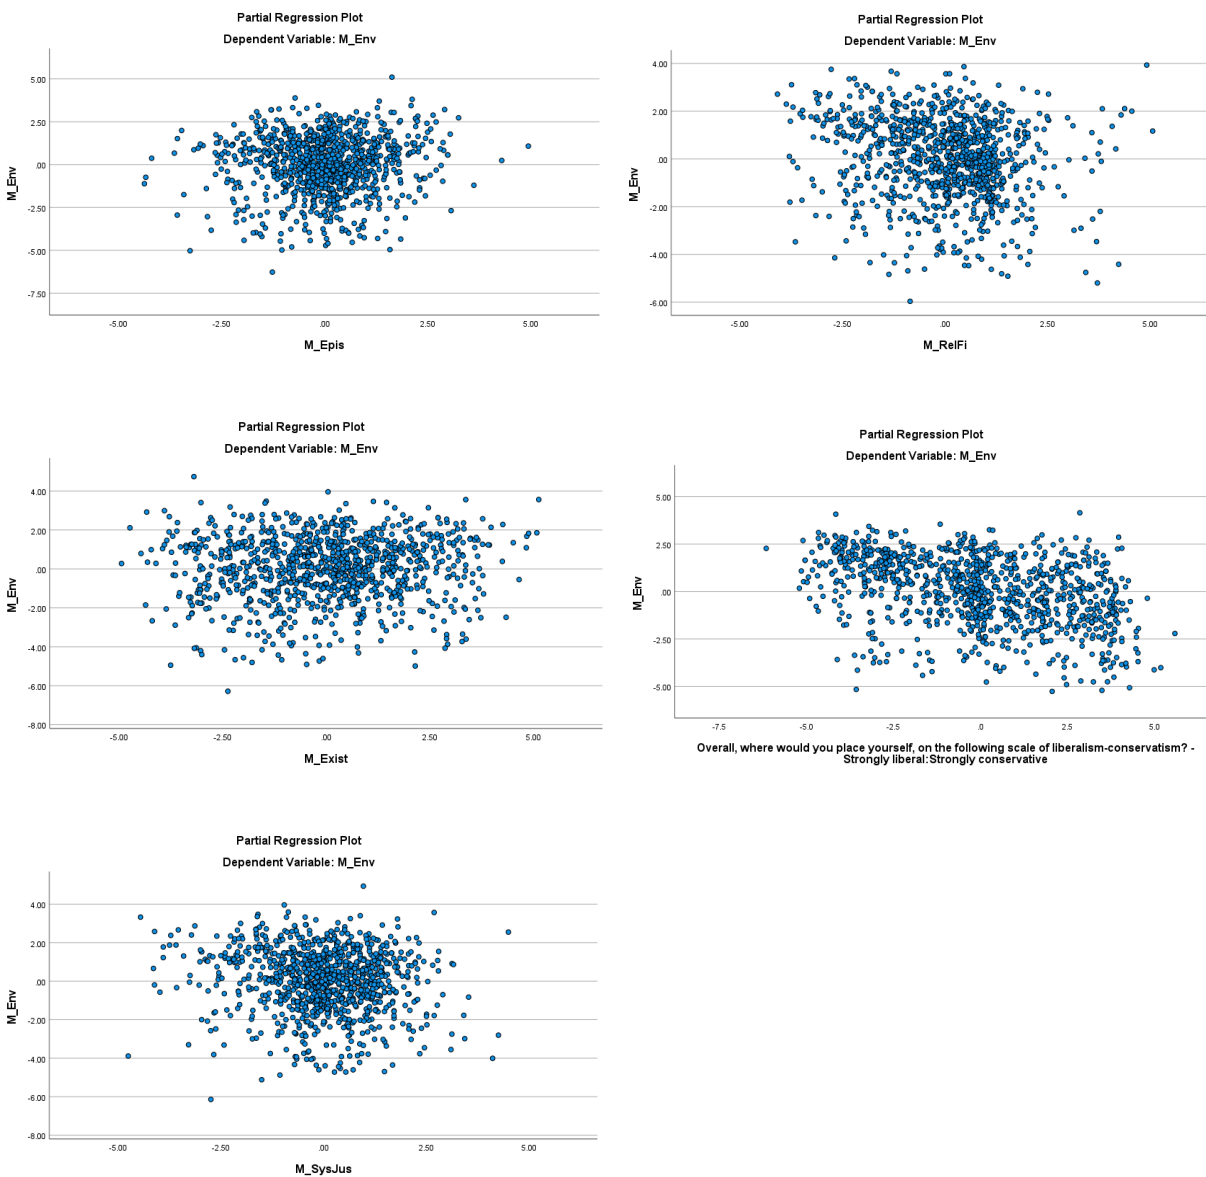 Partial Regression Plot
Dependent Variable: M_Env
5.00
2.50
.00
-2.50
-5.00
-7.50
M_Env
-5.00 -2.50 .00 2.50 5.00
M_Epis
Partial Regression Plot
Dependent Variable: M_Env
4.00
2.00
.00
-2.00
-4.00
-6.00
M_Env
-5.00 -2.50 .00 2.50 5.00
M_RelFi
Partial Regression Plot
Dependent Variable: M_Env
4.00
2.00
.00
-2.00
-4.00
-6.00
-8.00
M_Env
-5.00 -2.50 .00 2.50 5.00
M_Exist
Partial Regression Plot
Dependent Variable: M_Env
5.00
2.50
.00
-2.50
-5.00
M_Env
-7.5 -5.0 -2.5 .0 2.5 5.0
Overall, where would you place yourself, on the following scale of liberalism-conservatism? -
Strongly liberal:Strongly conservative
Partial Regression Plot
Dependent Variable: M_Env
4.00
2.00
.00
-2.00
-4.00
-6.00
-8.00
M_Env
-5.00 -2.50 .00 2.50 5.00
M_SysJus